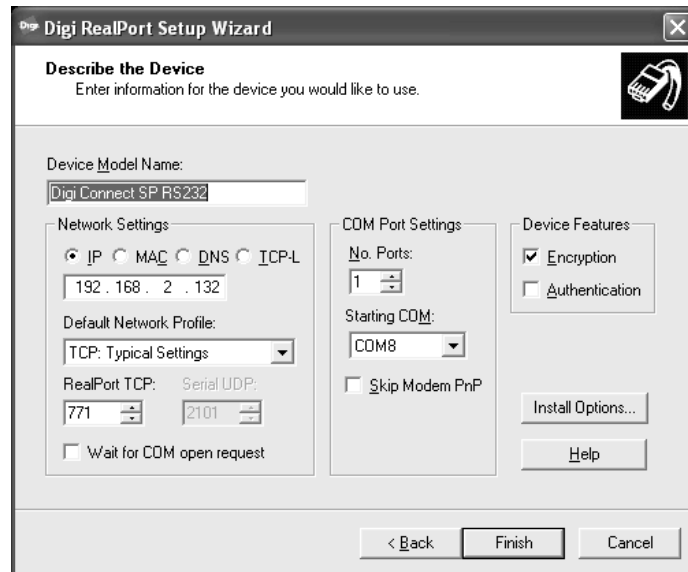 Digi Digi RealPort Setup Wizard
Describe the Device
Enter information for the device you would like to use.
Device Model Name:
Digi Connect SP RS232
Network Settings
IP MAC DNS TCP-L
192 . 168 . 2 . 132
Default Network Profile:
TCP: Typical Settings
RealPort TCP: Serial UDP:
771 2101
Wait for COM open request
COM Port Settings
No. Ports:
1
Starting COM:
COM8
Skip Modem PnP
Device Features
Encryption
Authentication
Install Options...
Help
< Back Finish Cancel